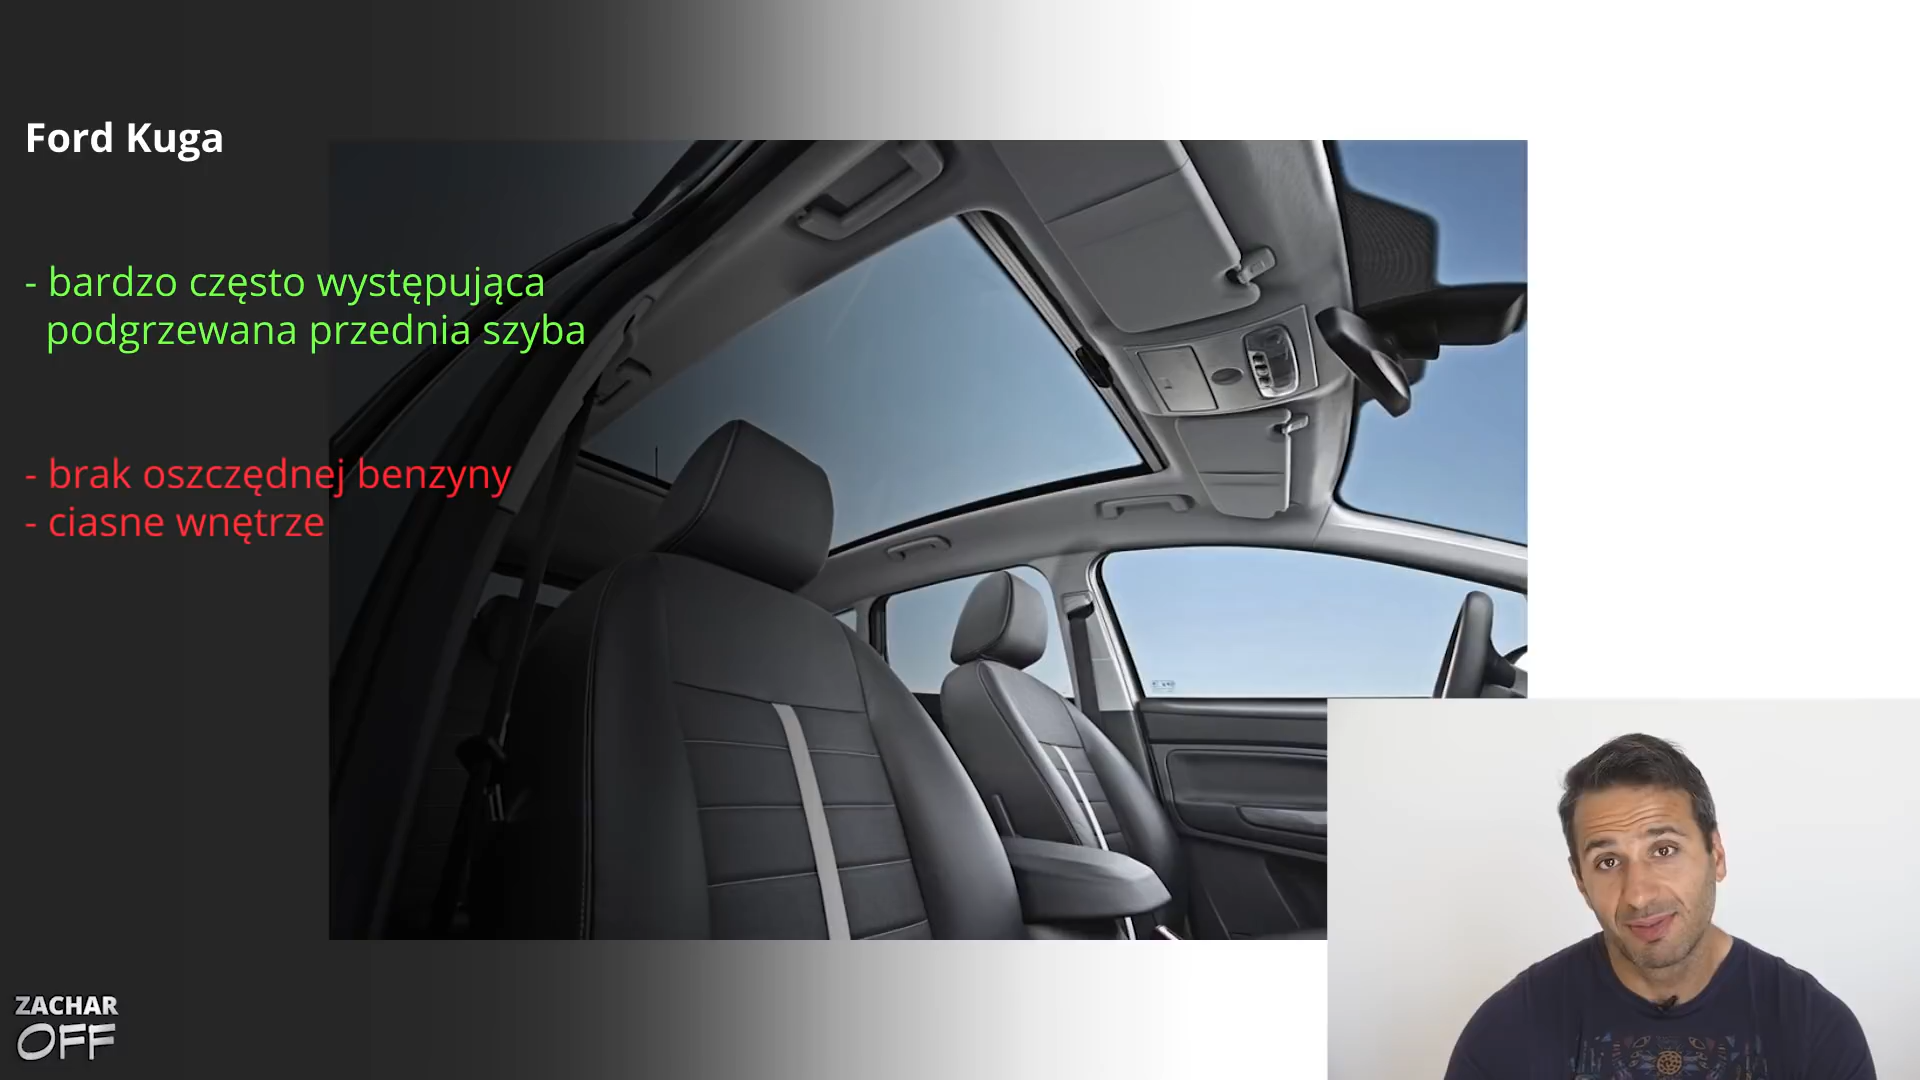 Ford Kuga
- bardzo często występująca
podgrzewana przednia szyba
- brak oszczędnej benzyny
- ciasne wnętrze
ZACHAR
OFF